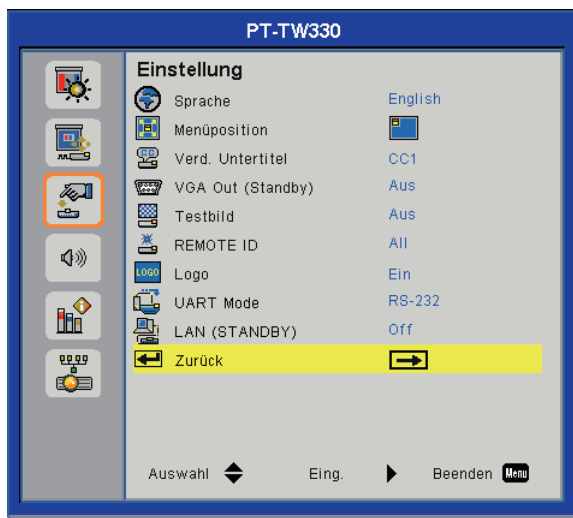 PT-TW330
Einstellung
Sprache English
Menüposition
Verd. Untertitel CC1
VGA Out (Standby) Aus
Testbild Aus
REMOTE ID All
LOGO Logo Ein
UART Mode RS-232
LAN (STANDBY) Off
Zurück
Auswahl Eing. Beenden Menu